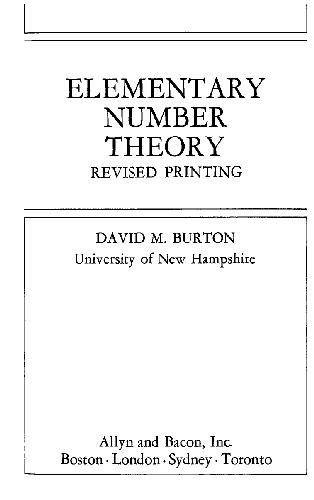 ELEMENTARY
NUMBER
THEORY
REVISED PRINTING
DAVID M. BURTON
University of New Hampshire
Allyn and Bacon, Inc.
Boston · London · Sydney · Toronto